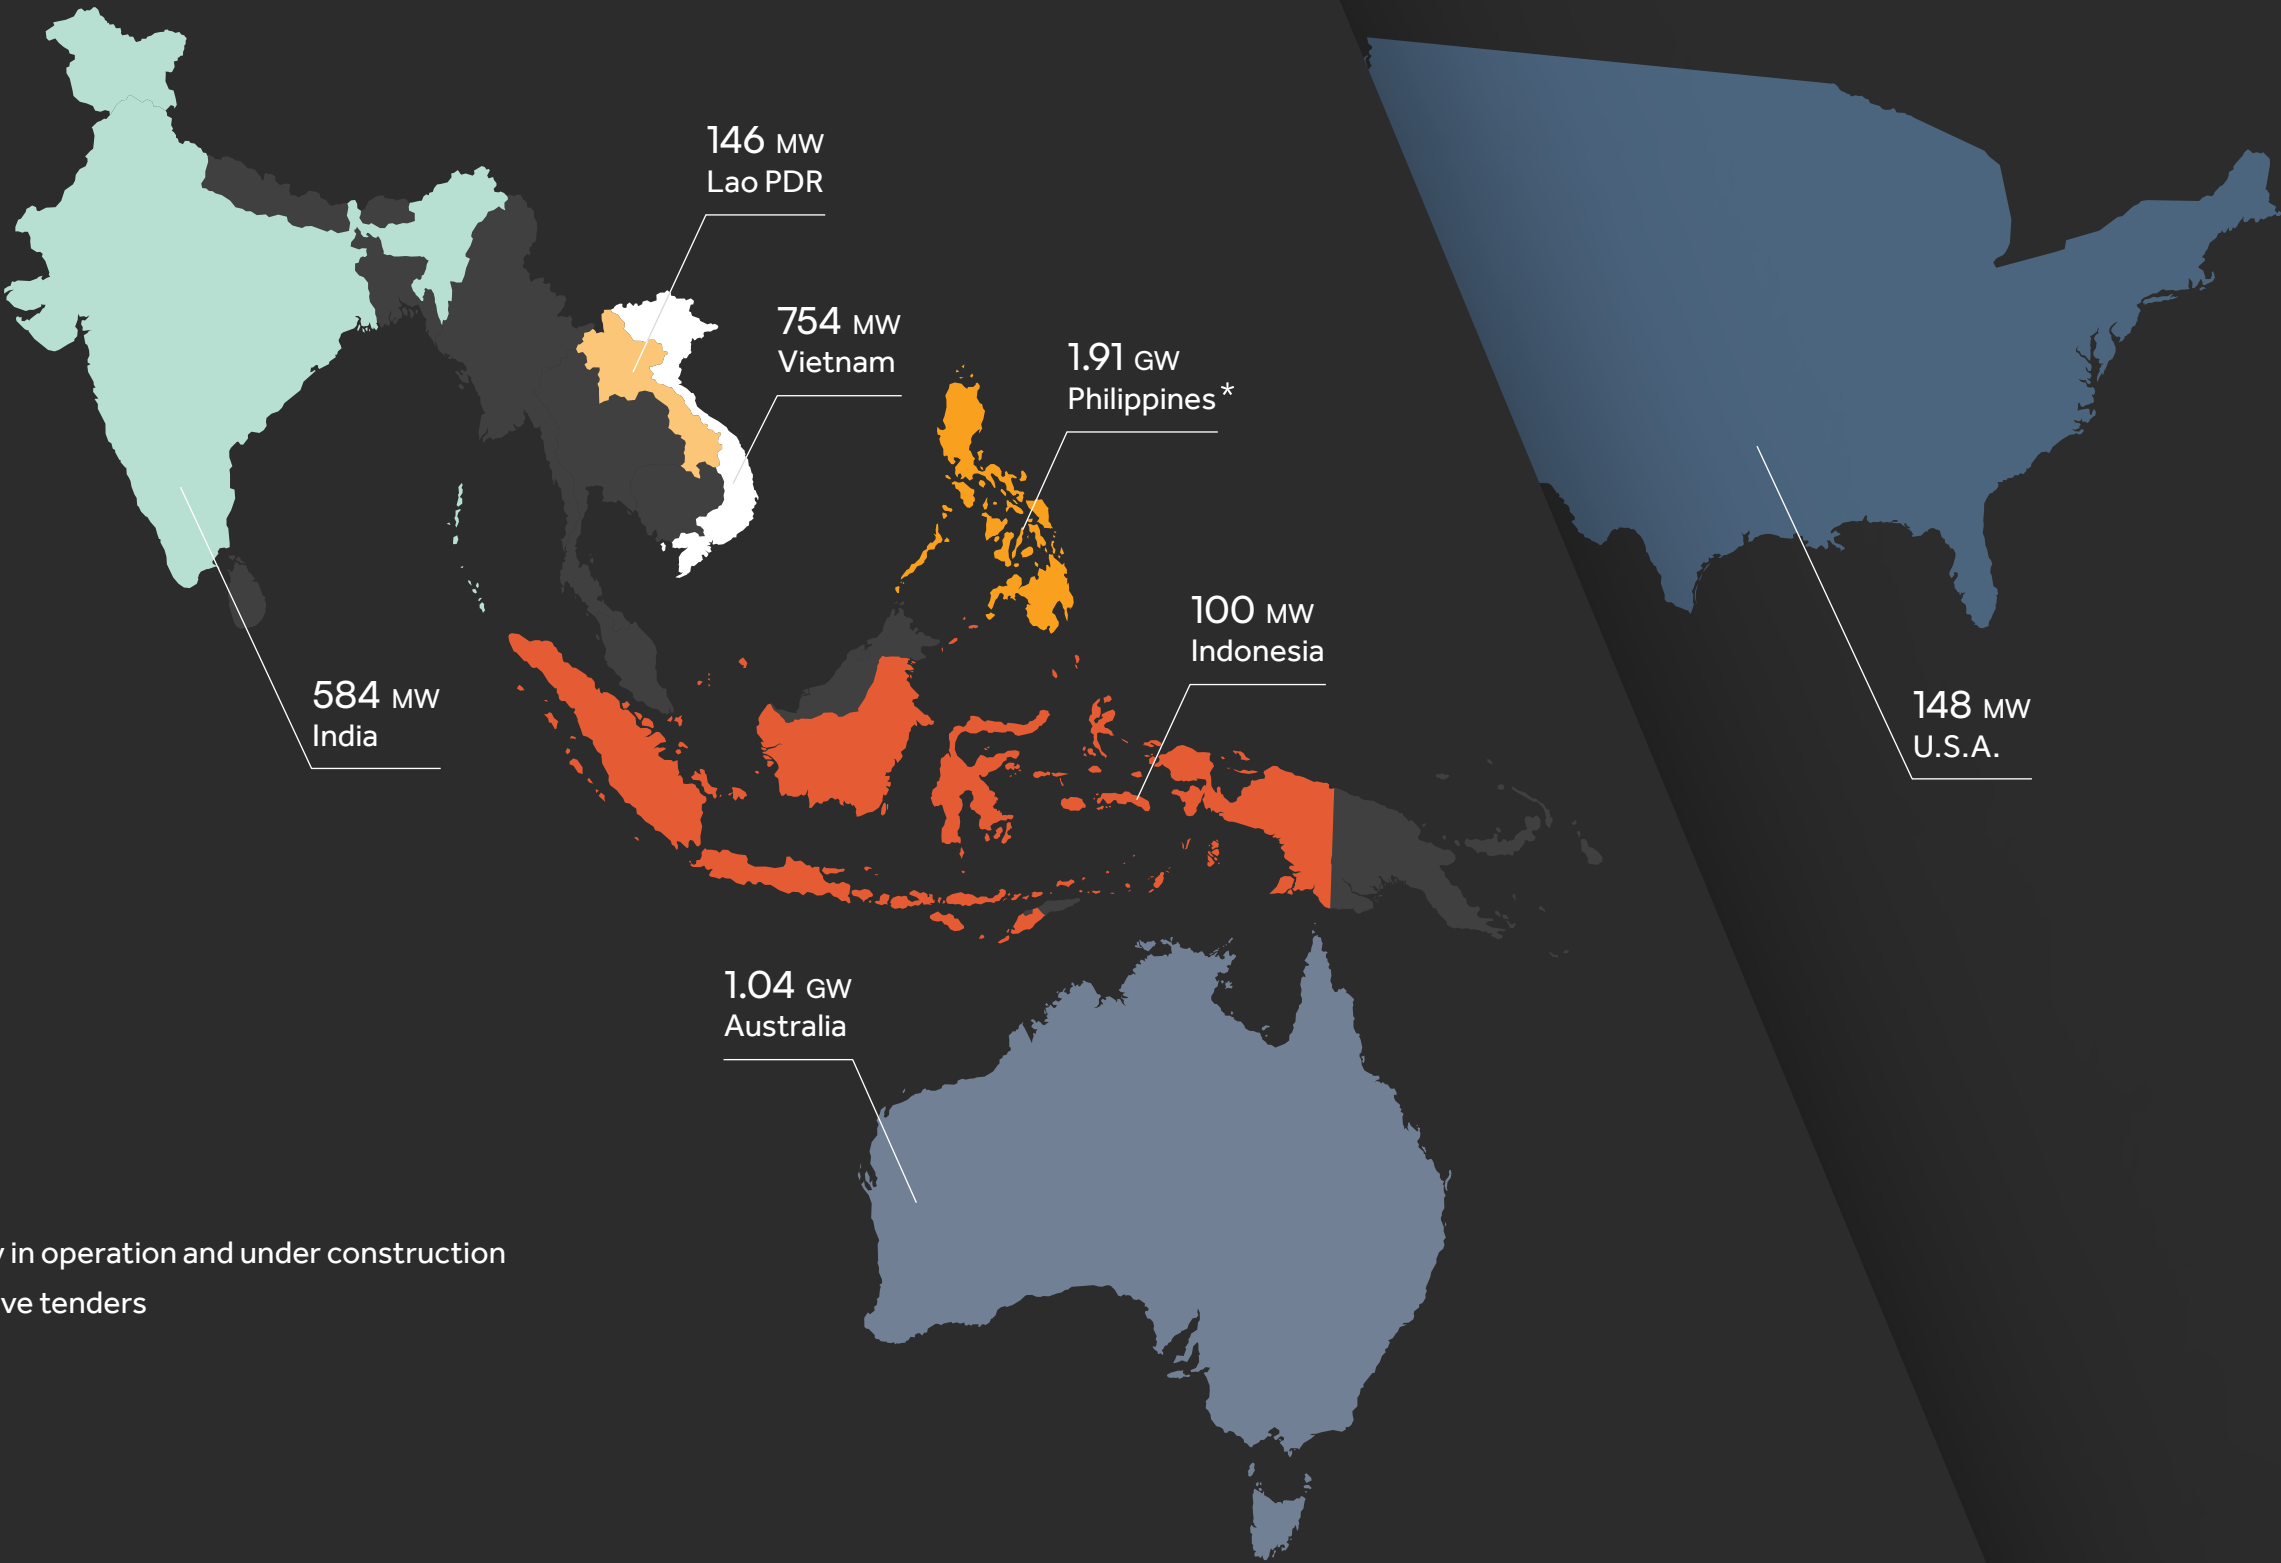 146 MW
Lao PDR
754 MW
Vietnam
1.91 GW
Philippines*
100 MW
Indonesia
584 MW
India
148 MW
U.S.A.
1.04 GW
Australia
in operation and under construction
tenders